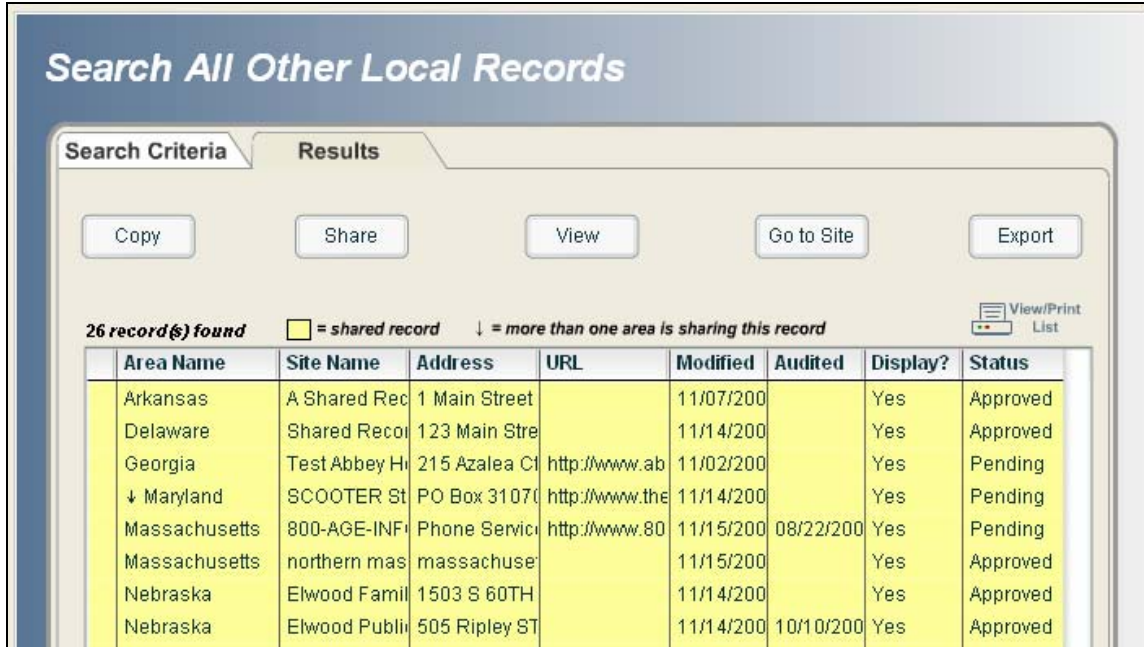 Search All Other Local Records
Search Criteria Results
Copy Share View Go to Site Export
26 record(s) found = shared record ↓ = more than one area is sharing this record View/Print List
Area Name Site Name Address URL Modified Audited Display? Status
Arkansas A Shared Rec 1 Main Street 11/07/200 Yes Approved
Delaware Shared Recor 123 Main Stre 11/14/200 Yes Approved
Georgia Test Abbey H 215 Azalea Ct http://www.ab 11/02/200 Yes Pending
↓ Maryland SCOOTER St PO Box 3107 http://www.the 11/14/200 Yes Pending
Massachusetts 800-AGE-INF Phone Servic http://www.80 11/15/200 08/22/200 Yes Pending
Massachusetts northern mas massachuse 11/15/200 Yes Approved
Nebraska Elwood Famil 1503 S 60TH 11/14/200 Yes Approved
Nebraska Elwood Publi 505 Ripley ST 11/14/200 10/10/200 Yes Approved